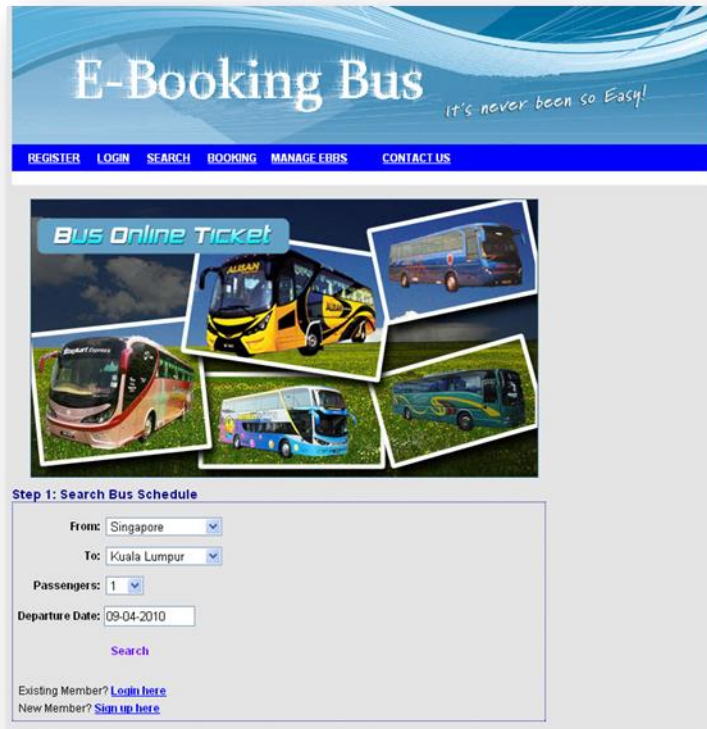 E-Booking Bus
It's never been so Easy!
REGISTER LOGIN SEARCH BOOKING MANAGE EBBS CONTACT US
Bus Online Ticket
ALISAN
Step 1: Search Bus Schedule
From: Singapore
To: Kuala Lumpur
Passengers: 1
Departure Date: 09-04-2010
Search
Existing Member? Login here
New Member? Sign up here